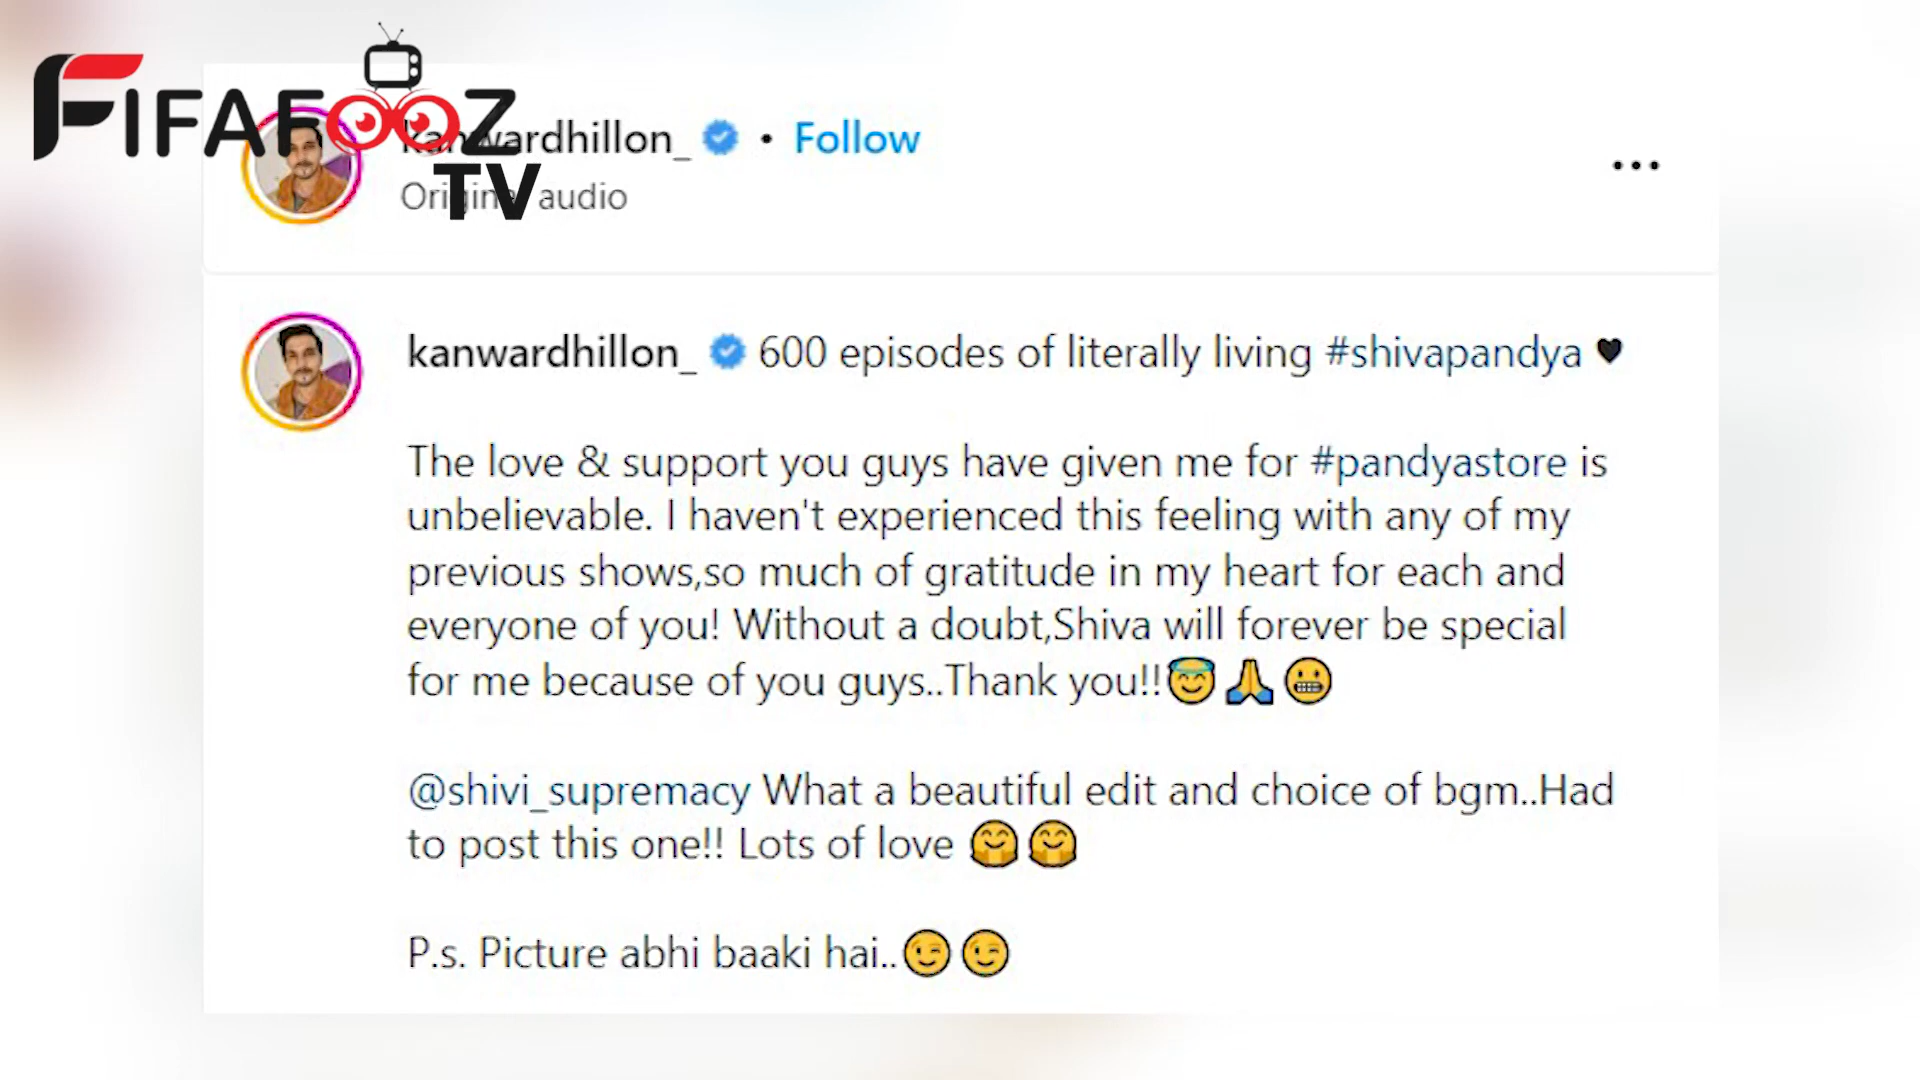 FIFAFOOZ
TV
kanwardhillon_ • Follow
Original audio
kanwardhillon_ 600 episodes of literally living #shivapandya 🖤
The love & support you guys have given me for #pandyastore is
unbelievable. I haven't experienced this feeling with any of my
previous shows,so much of gratitude in my heart for each and
everyone of you! Without a doubt,Shiva will forever be special
for me because of you guys..Thank you!!😇🙏😬
@shivi_supremacy What a beautiful edit and choice of bgm..Had
to post this one!! Lots of love 🤗🤗
P.s. Picture abhi baaki hai..😉😉